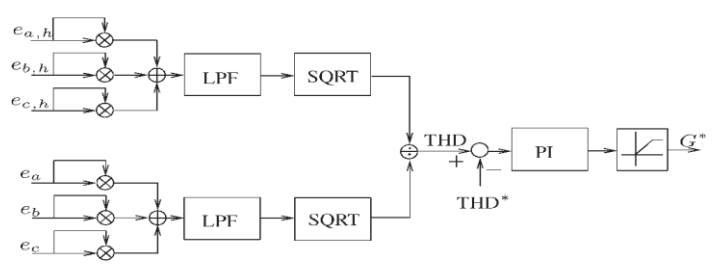 e_{a,h}
e_{b,h}
e_{c,h}
LPF
SQRT
THD
+
−
THD*
PI
G*
e_a
e_b
e_c
LPF
SQRT